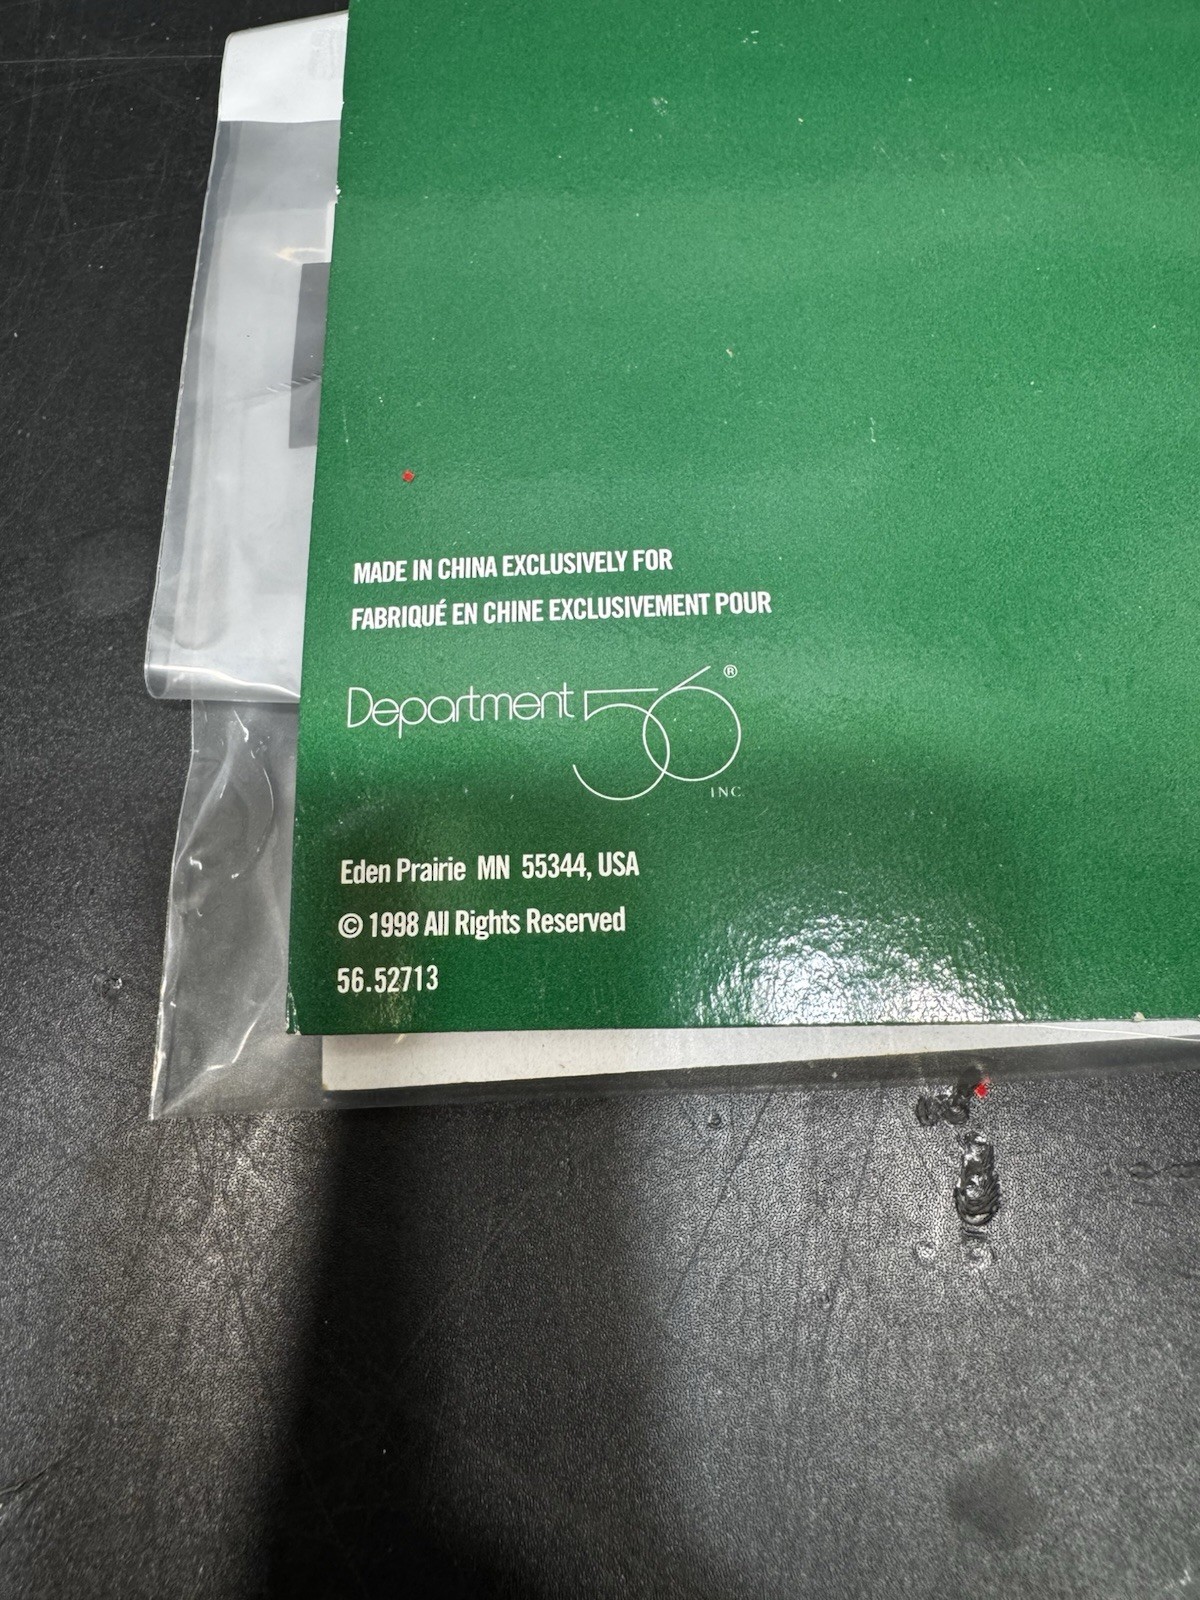 MADE IN CHINA EXCLUSIVELY FOR
FABRIQUÉ EN CHINE EXCLUSIVEMENT POUR
Department 56 ®
INC
Eden Prairie MN 55344, USA
© 1998 All Rights Reserved
56.52713